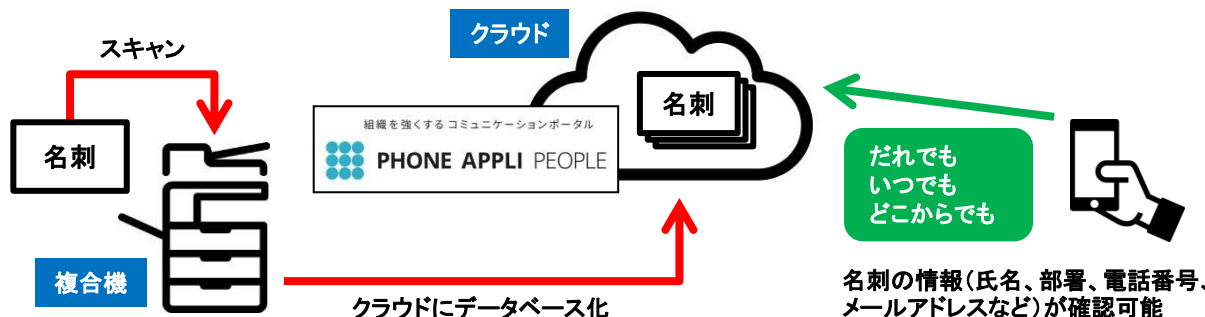 スキャン
名刺
複合機
クラウド
名刺
組織を強くする コミュニケーションポータル
PHONE APPLI PEOPLE
クラウドにデータベース化
だれでも
いつでも
どこからでも
名刺の情報(氏名、部署、電話番号、
メールアドレスなど)が確認可能